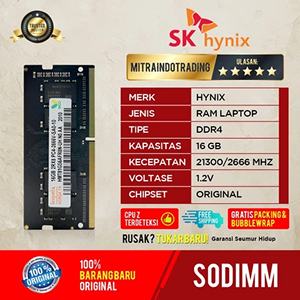 SK hynix
MITRAINDOTRADING
ULASAN:
MERK HYNIX
JENIS RAM LAPTOP
TIPE DDR4
KAPASITAS 16 GB
KECEPATAN 21300/2666 MHZ
VOLTASE 1.2V
CHIPSET ORIGINAL
CPU Z
TERDETEKSI
FREE
SHIPPING
GRATIS PACKING &
BUBBLEWRAP
RUSAK? TUKAR BARU! Garansi Seumur Hidup
100%
ORIGINAL
100%
BARANG BARU
ORIGINAL
SODIMM